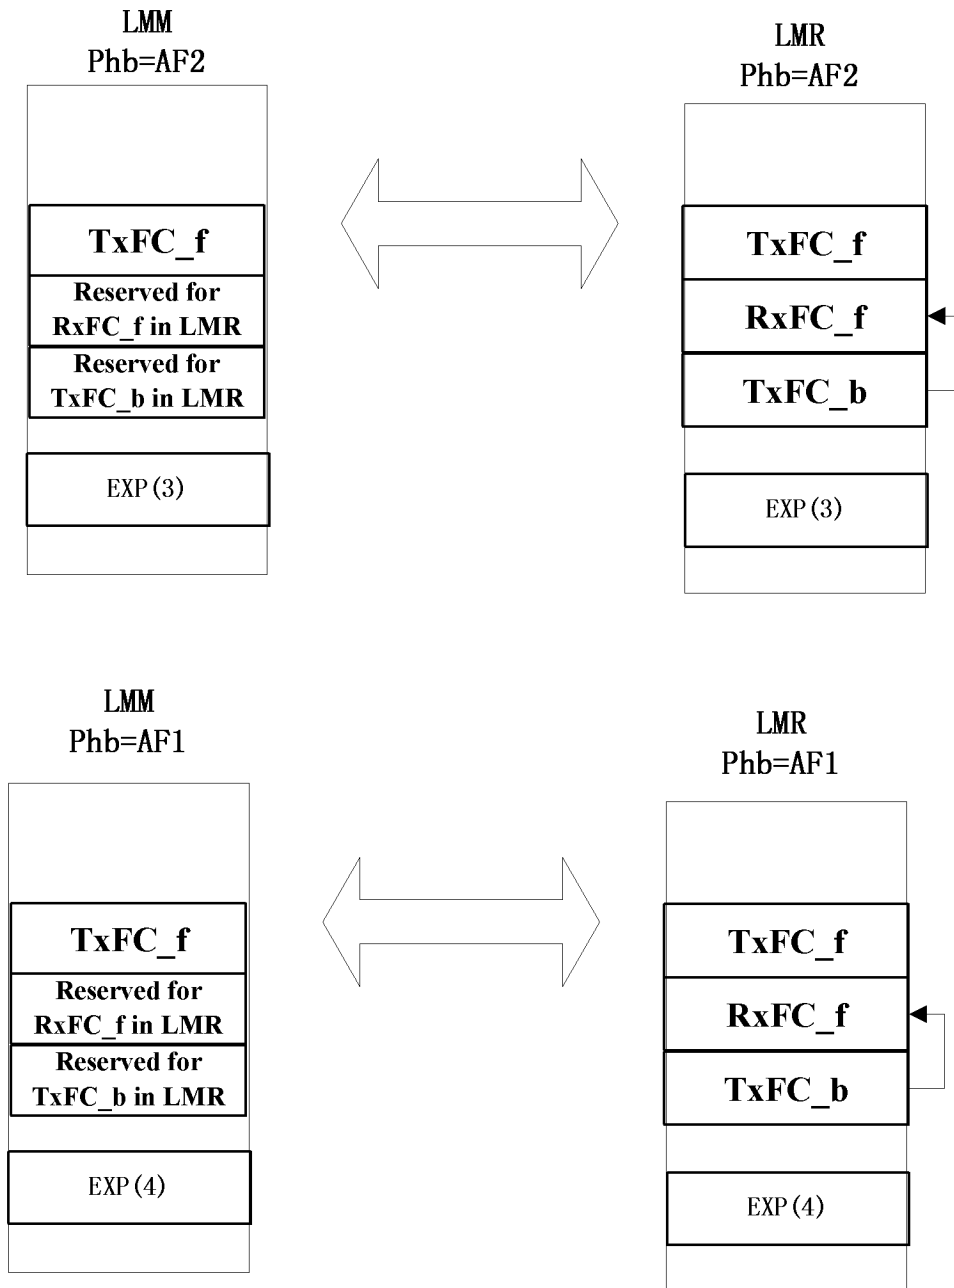 LMM
Phb=AF2
TxFC_f
Reserved for
RxFC_f in LMR
Reserved for
TxFC_b in LMR
EXP(3)
LMR
Phb=AF2
TxFC_f
RxFC_f
TxFC_b
EXP(3)
LMM
Phb=AF1
TxFC_f
Reserved for
RxFC_f in LMR
Reserved for
TxFC_b in LMR
EXP(4)
LMR
Phb=AF1
TxFC_f
RxFC_f
TxFC_b
EXP(4)